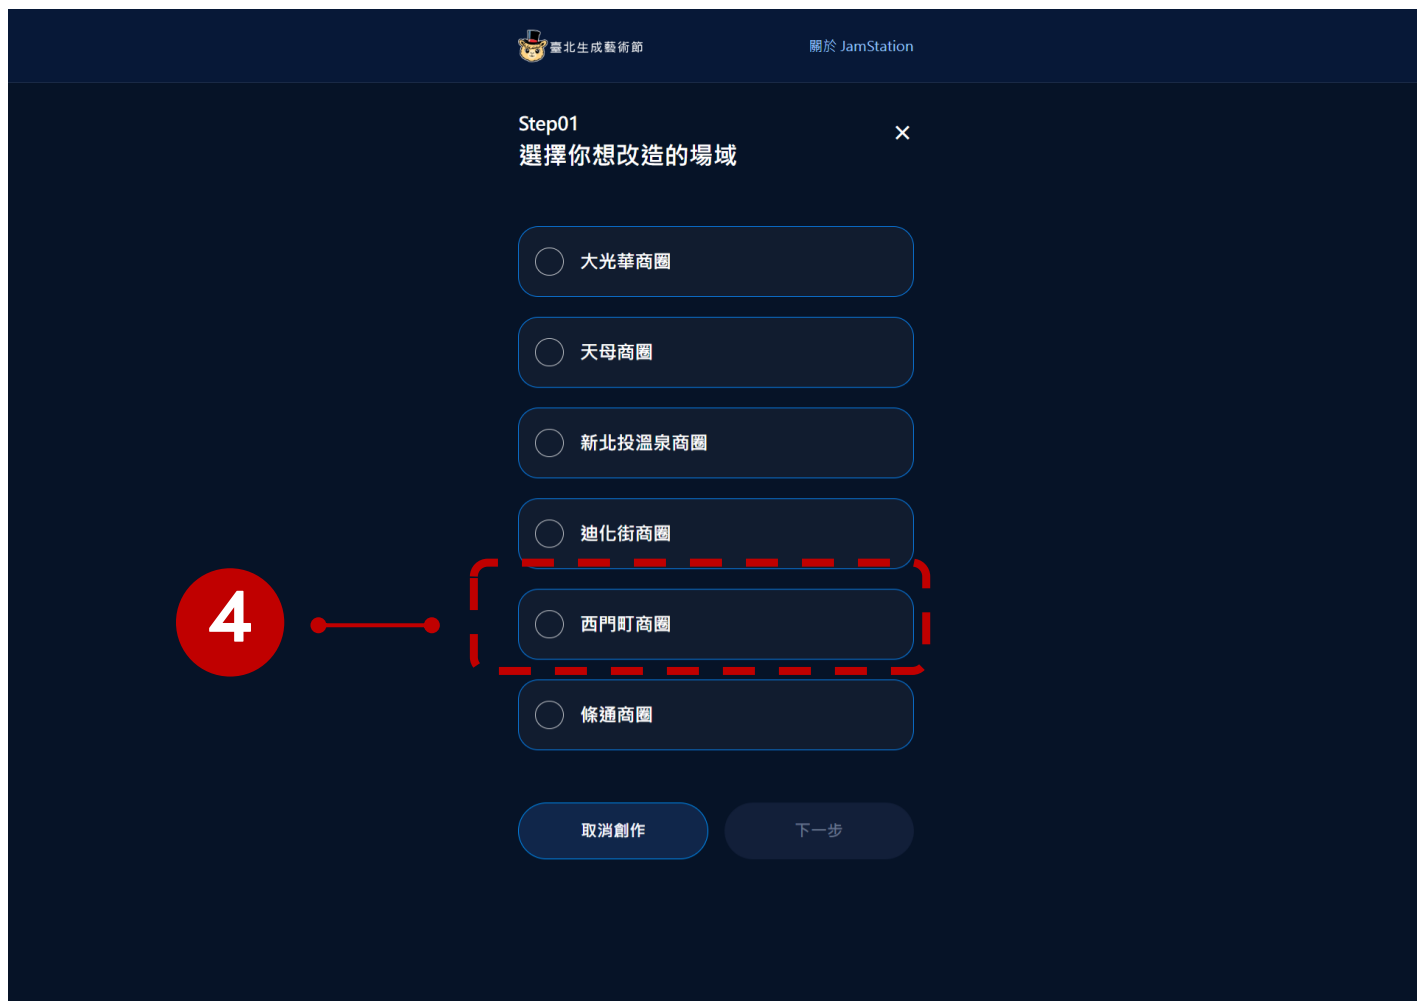 臺北生成藝術節
關於 JamStation
Step01
選擇你想改造的場域
大光華商圈
天母商圈
新北投溫泉商圈
迪化街商圈
4
西門町商圈
條通商圈
取消創作
下一步